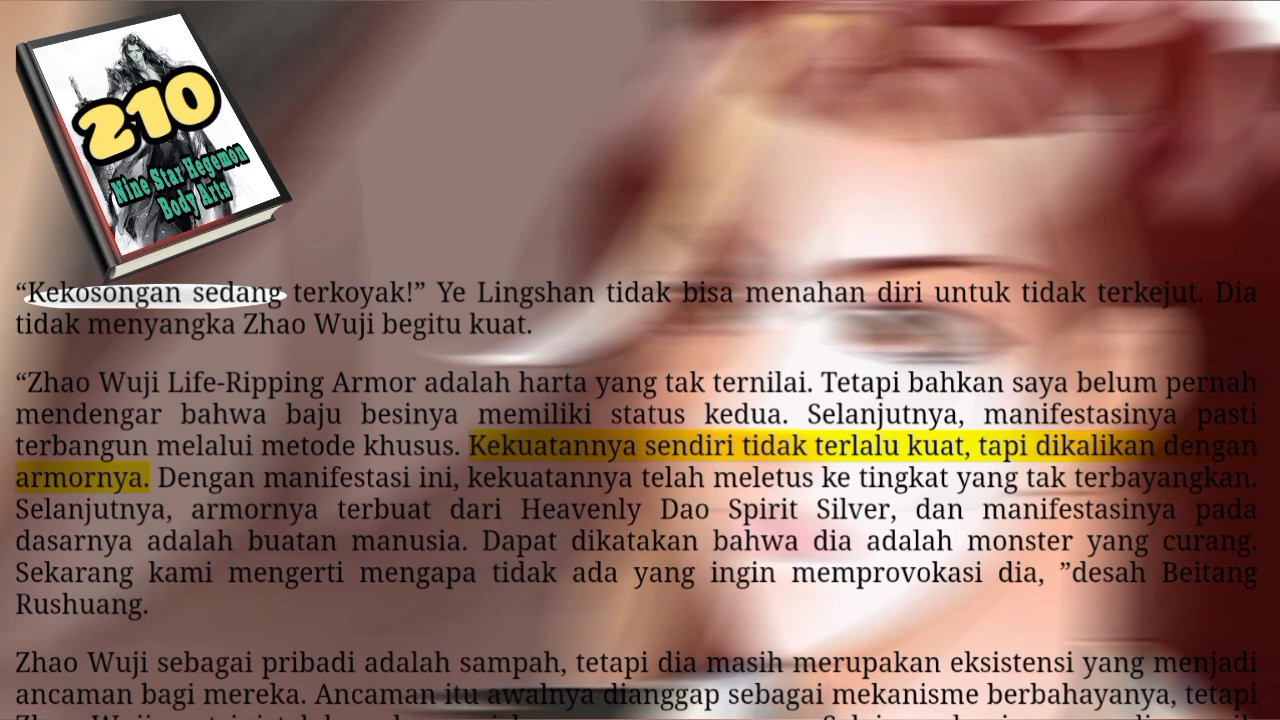 210
Nine Star Hegemon
Body Arts
“Kekosongan sedang terkoyak!” Ye Lingshan tidak bisa menahan diri untuk tidak terkejut. Dia
tidak menyangka Zhao Wuji begitu kuat.
“Zhao Wuji Life-Ripping Armor adalah harta yang tak ternilai. Tetapi bahkan saya belum pernah
mendengar bahwa baju besinya memiliki status kedua. Selanjutnya, manifestasinya pasti
terbangun melalui metode khusus. Kekuatannya sendiri tidak terlalu kuat, tapi dikalikan dengan
armornya. Dengan manifestasi ini, kekuatannya telah meletus ke tingkat yang tak terbayangkan.
Selanjutnya, armornya terbuat dari Heavenly Dao Spirit Silver, dan manifestasinya pada
dasarnya adalah buatan manusia. Dapat dikatakan bahwa dia adalah monster yang curang.
Sekarang kami mengerti mengapa tidak ada yang ingin memprovokasi dia, ”desah Beitang
Rushuang.
Zhao Wuji sebagai pribadi adalah sampah, tetapi dia masih merupakan eksistensi yang menjadi
ancaman bagi mereka. Ancaman itu awalnya dianggap sebagai mekanisme berbahayanya, tetapi